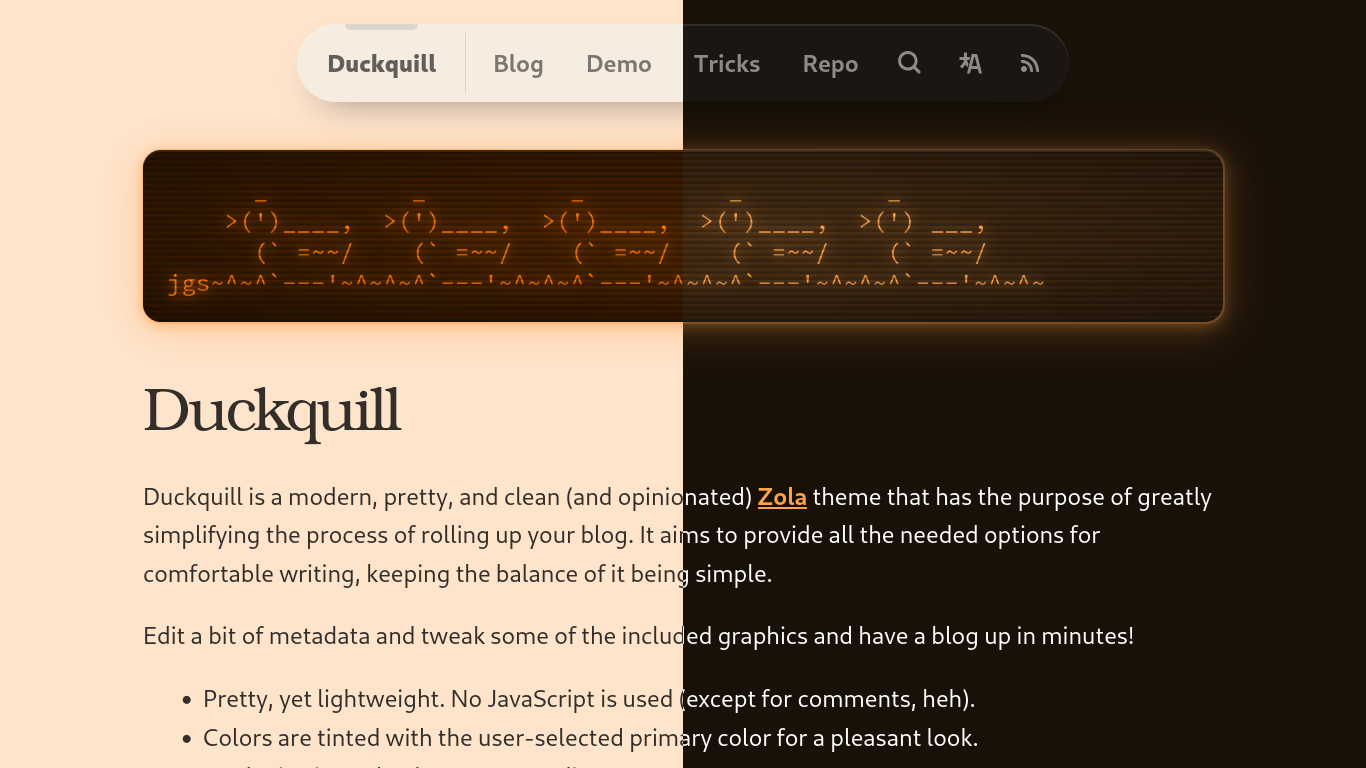 Duckquill Blog Demo Tricks Repo
      _          _          _          _          _
    >(')____,  >(')____,  >(')____,  >(')____,  >(') ___,
      (` =~~/    (` =~~/    (` =~~/    (` =~~/    (` =~~/
jgs~^~^`---'~^~^~^`---'~^~^~^`---'~^~^~^`---'~^~^~^`---'~^~^~
Duckquill
Duckquill is a modern, pretty, and clean (and opinionated) Zola theme that has the purpose of greatly
simplifying the process of rolling up your blog. It aims to provide all the needed options for
comfortable writing, keeping the balance of it being simple.
Edit a bit of metadata and tweak some of the included graphics and have a blog up in minutes!
• Pretty, yet lightweight. No JavaScript is used (except for comments, heh).
• Colors are tinted with the user-selected primary color for a pleasant look.